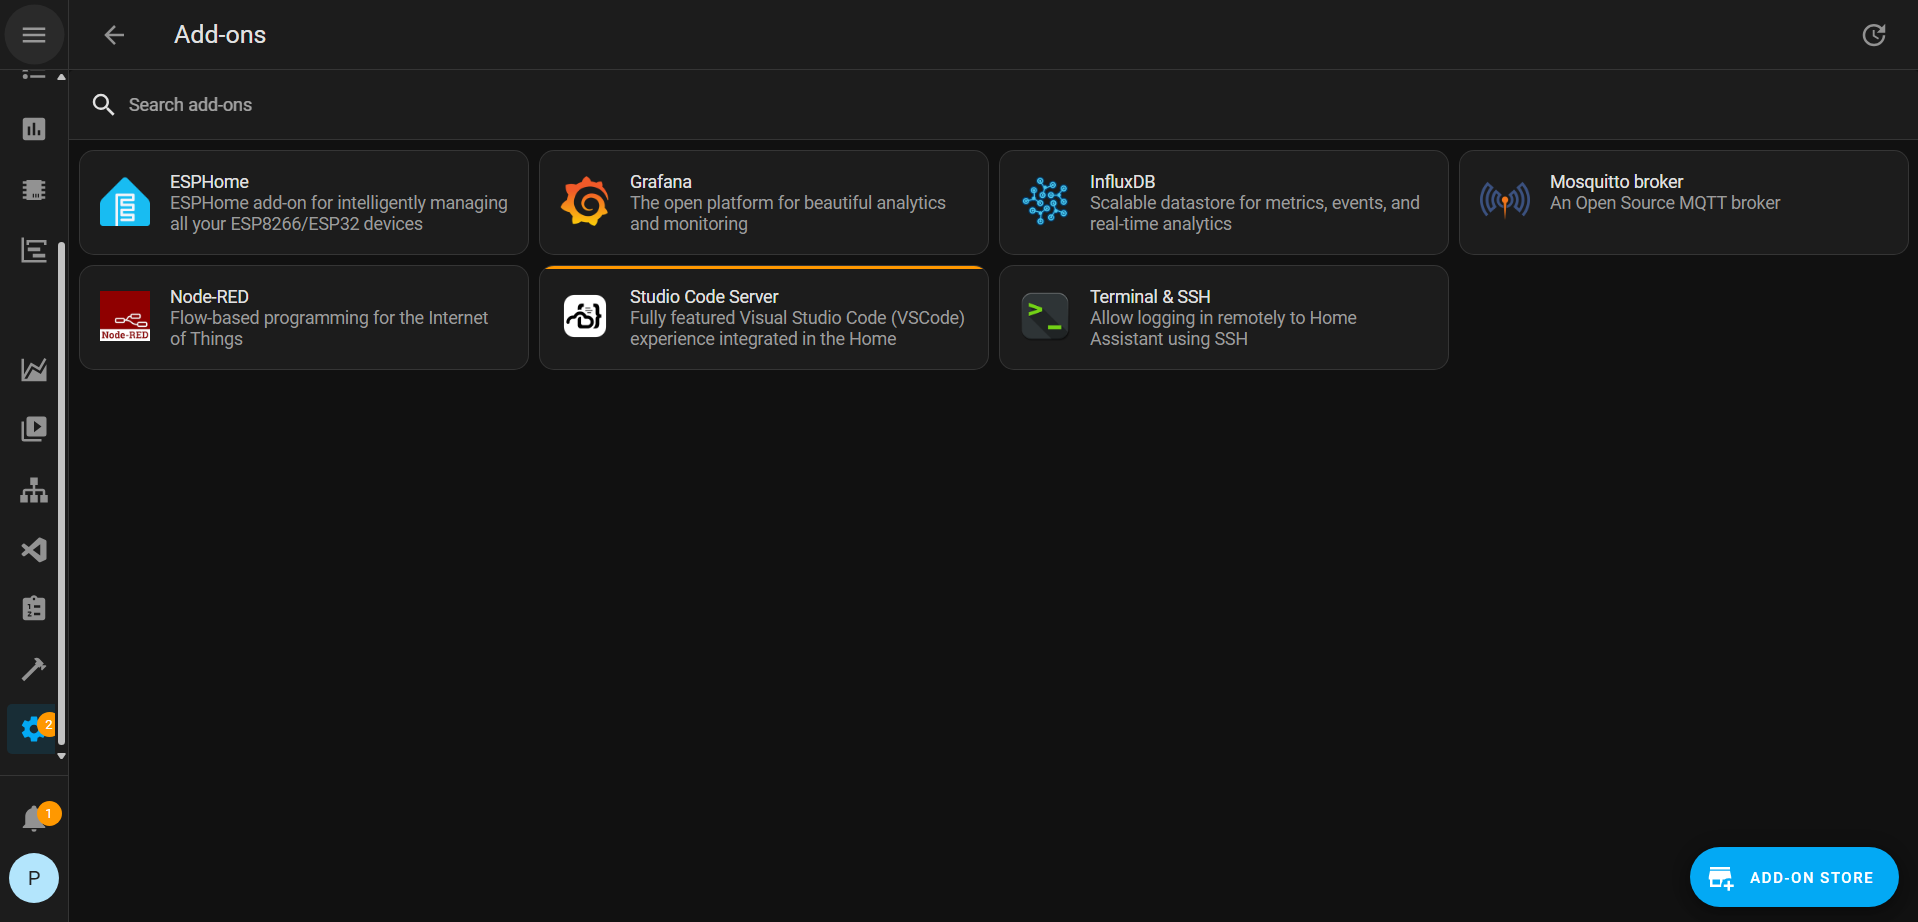 Add-ons
Search add-ons
ESPHome
ESPHome add-on for intelligently managing
all your ESP8266/ESP32 devices
Grafana
The open platform for beautiful analytics
and monitoring
InfluxDB
Scalable datastore for metrics, events, and
real-time analytics
Mosquitto broker
An Open Source MQTT broker
Node-RED
Node-RED
Flow-based programming for the Internet
of Things
Studio Code Server
Fully featured Visual Studio Code (VSCode)
experience integrated in the Home
Terminal & SSH
Allow logging in remotely to Home
Assistant using SSH
2
1
P
ADD-ON STORE